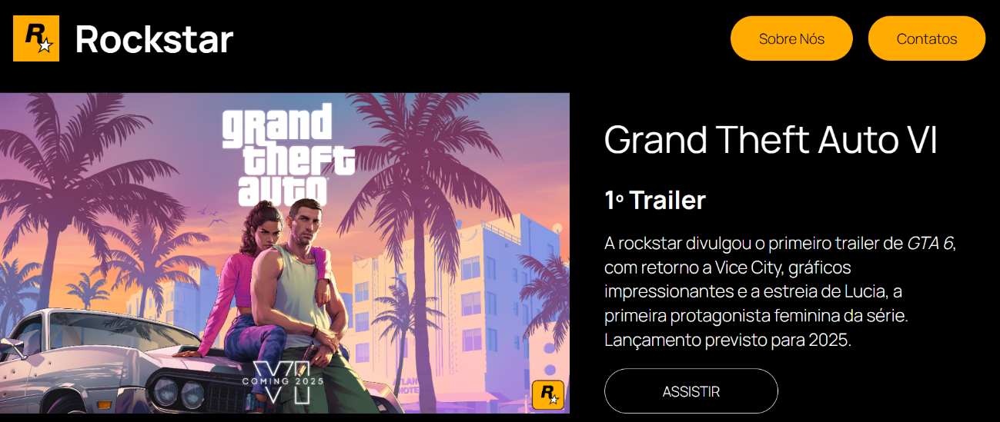 R
Rockstar
Sobre Nós
Contatos
grand
theft
auto
VI
COMING 2025
ATLAN
HOTE
R
Grand Theft Auto VI
1º Trailer
A rockstar divulgou o primeiro trailer de GTA 6,
com retorno a Vice City, gráficos
impressionantes e a estreia de Lucia, a
primeira protagonista feminina da série.
Lançamento previsto para 2025.
ASSISTIR